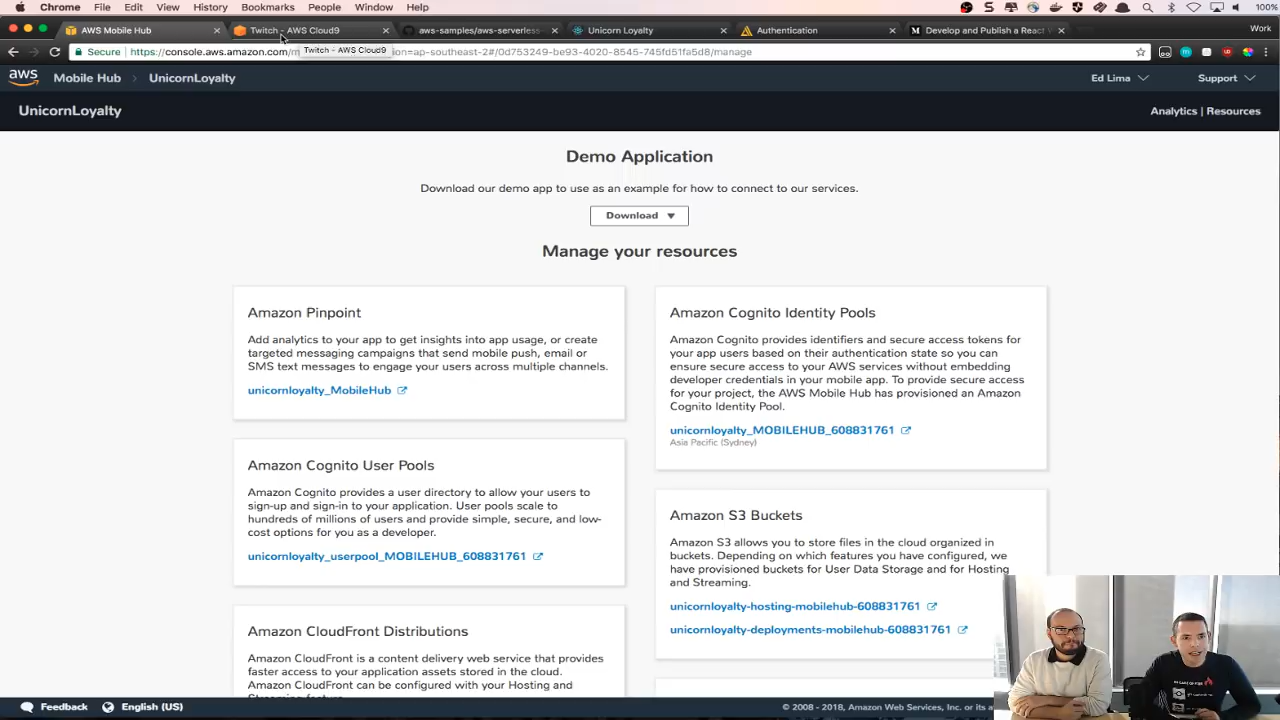 Chrome File Edit View History Bookmarks People Window Help 100%
AWS Mobile Hub Twitch - AWS Cloud9 aws-samples/aws-serverless- Unicorn Loyalty Authentication Develop and Publish a React Work
Secure https://console.aws.amazon.com/m Twitch - AWS Cloud9 ion=ap-southeast-2#/0d753249-be93-4020-8545-745fd51fa5d8/manage
aws Mobile Hub UnicornLoyalty Ed Lima Support
UnicornLoyalty Analytics | Resources
Demo Application
Download our demo app to use as an example for how to connect to our services.
Download
Manage your resources
Amazon Pinpoint
Add analytics to your app to get insights into app usage, or create
targeted messaging campaigns that send mobile push, email or
SMS text messages to engage your users across multiple channels.
unicornloyalty_MobileHub
Amazon Cognito Identity Pools
Amazon Cognito provides identifiers and secure access tokens for
your app users based on their authentication state so you can
ensure secure access to your AWS services without embedding
developer credentials in your mobile app. To provide secure access
for your project, the AWS Mobile Hub has provisioned an Amazon
Cognito Identity Pool.
unicornloyalty_MOBILEHUB_608831761
Asia Pacific (Sydney)
Amazon Cognito User Pools
Amazon Cognito provides a user directory to allow your users to
sign-up and sign-in to your application. User pools scale to
hundreds of millions of users and provide simple, secure, and low-
cost options for you as a developer.
unicornloyalty_userpool_MOBILEHUB_608831761
Amazon S3 Buckets
Amazon S3 allows you to store files in the cloud organized in
buckets. Depending on which features you have configured, we
have provisioned buckets for User Data Storage and for Hosting
and Streaming.
unicornloyalty-hosting-mobilehub-608831761
unicornloyalty-deployments-mobilehub-608831761
Amazon CloudFront Distributions
Amazon CloudFront is a content delivery web service that provides
faster access to your application assets stored in the cloud.
Amazon CloudFront can be configured with your Hosting and
Feedback English (US) © 2008 - 2018, Amazon Web Services, Inc. or its a